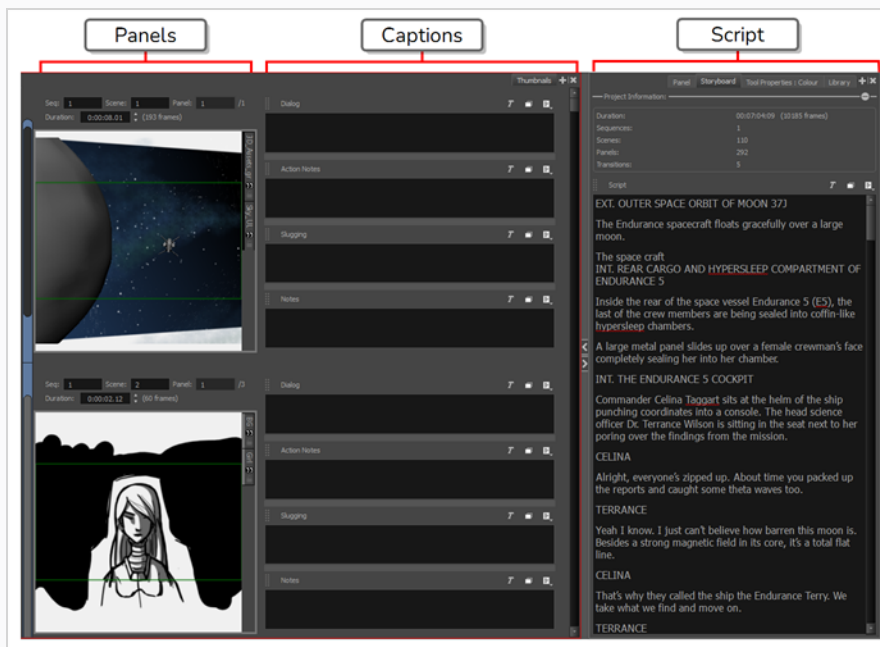 Panels
Captions
Script
Thumbnails
Seq: 1 Scene: 1 Panel: 1 /1
Duration: 0:00:08.01 (193 frames)
Dialog
Action Notes
Slugging
Notes
Seq: 1 Scene: 2 Panel: 1 /3
Duration: 0:00:02.12 (60 frames)
Dialog
Action Notes
Slugging
Notes
Panel Storyboard Tool Properties Colour Library
Project Information:
Duration: 00:07:04:09 (10185 frames)
Sequences: 1
Scenes: 110
Panels: 292
Transitions: 5
Script
EXT. OUTER SPACE ORBIT OF MOON 37J
The Endurance spacecraft floats gracefully over a large
moon.
The space craft
INT. REAR CARGO AND HYPERSLEEP COMPARTMENT OF
ENDURANCE 5
Inside the rear of the space vessel Endurance 5 (E5), the
last of the crew members are being sealed into coffin-like
hypersleep chambers.
A large metal panel slides up over a female crewman's face
completely sealing her into her chamber.
INT. THE ENDURANCE 5 COCKPIT
Commander Celina Taggart sits at the helm of the ship
punching coordinates into a console. The head science
officer Dr. Terrance Wilson is sitting in the seat next to her
poring over the findings from the mission.
CELINA
Alright, everyone's zipped up. About time you packed up
the reports and caught some theta waves too.
TERRANCE
Yeah I know. I just can't believe how barren this moon is.
Besides a strong magnetic field in its core, it's a total flat
line.
CELINA
That's why they called the ship the Endurance Terry. We
take what we find and move on.
TERRANCE